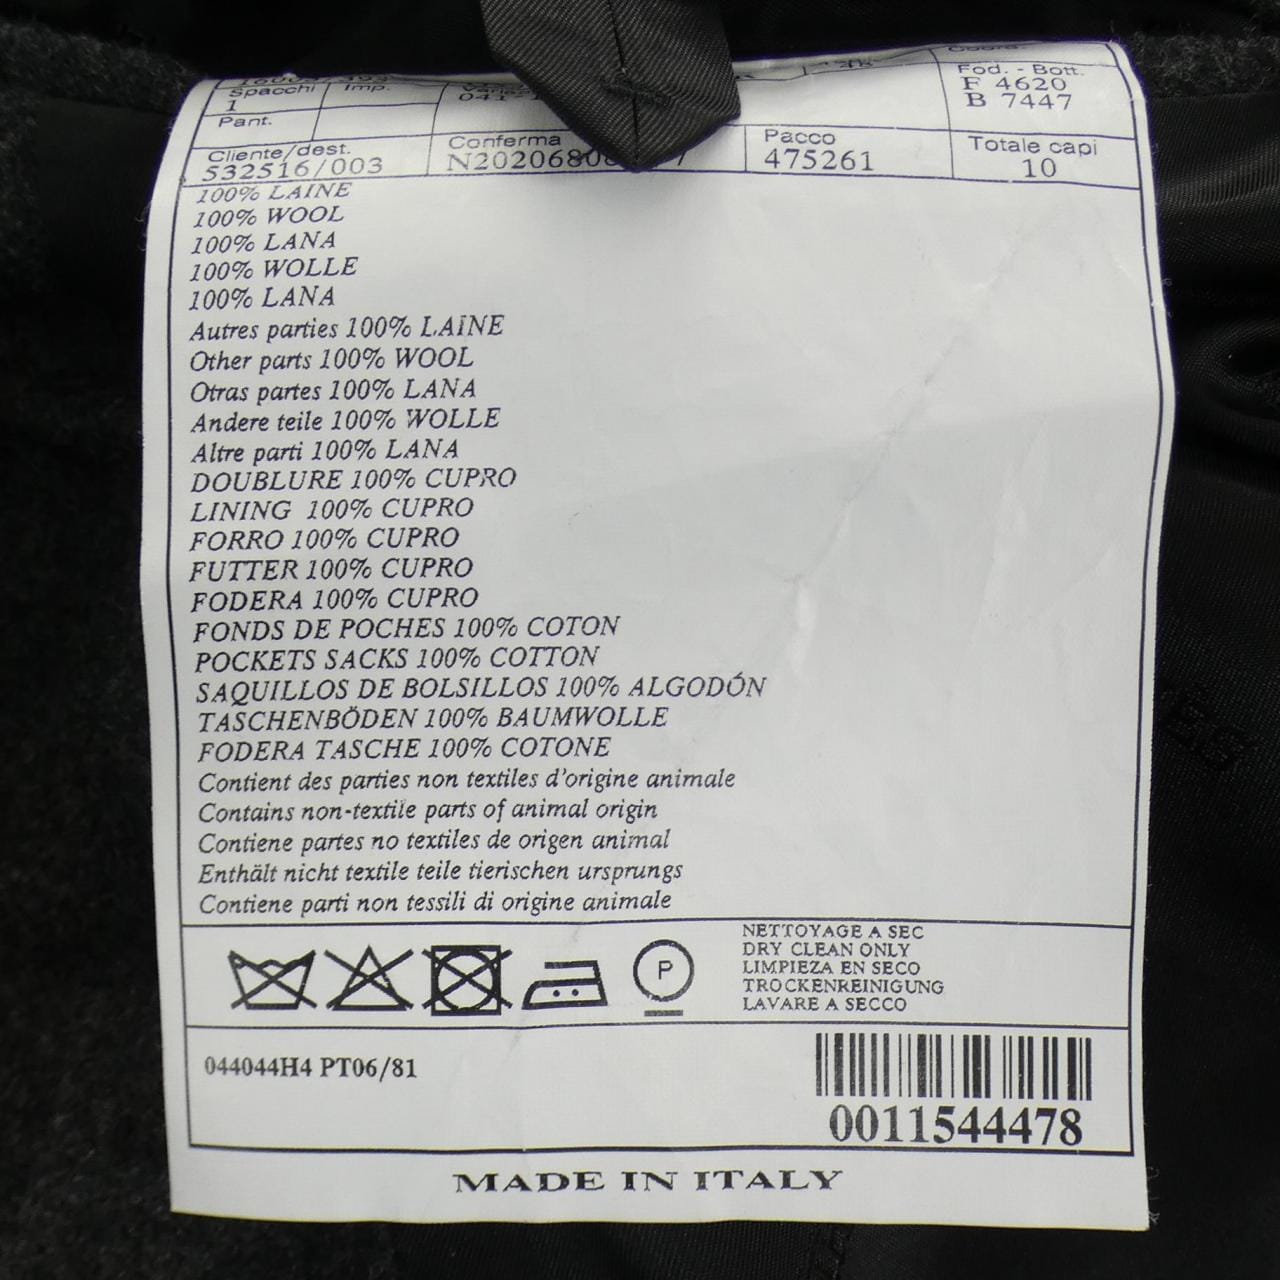 Spacchi Imp.
1 041-
Pant.
Fod. - Bott.
F 4620
B 7447
Cliente/dest. Conferma Pacco Totale capi
532516/003 475261 10
100% LAINE
100% WOOL
100% LANA
100% WOLLE
100% LANA
Autres parties 100% LAINE
Other parts 100% WOOL
Otras partes 100% LANA
Andere teile 100% WOLLE
Altre parti 100% LANA
DOUBLURE 100% CUPRO
LINING 100% CUPRO
FORRO 100% CUPRO
FUTTER 100% CUPRO
FODERA 100% CUPRO
FONDS DE POCHES 100% COTON
POCKETS SACKS 100% COTTON
SAQUILLOS DE BOLSILLOS 100% ALGODÓN
TASCHENBÖDEN 100% BAUMWOLLE
FODERA TASCHE 100% COTONE
Contient des parties non textiles d'origine animale
Contains non-textile parts of animal origin
Contiene partes no textiles de origen animal
Enthält nicht textile teile tierischen ursprungs
Contiene parti non tessili di origine animale
P
NETTOYAGE A SEC
DRY CLEAN ONLY
LIMPIEZA EN SECO
TROCKENREINIGUNG
LAVARE A SECCO
044044H4 PT06/81
0011544478
MADE IN ITALY